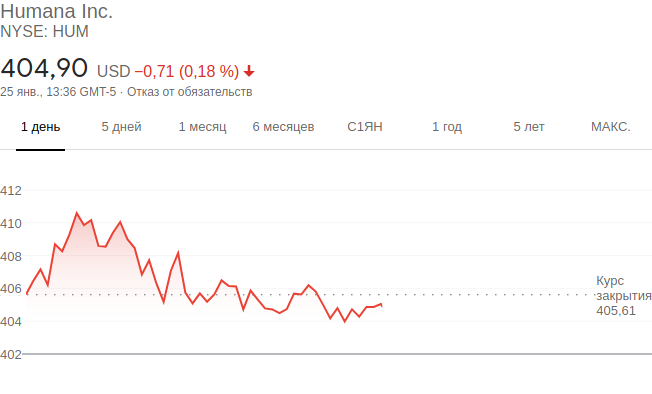 Humana Inc.
NYSE: HUM
404,90 USD −0,71 (0,18 %)
25 янв., 13:36 GMT-5 · Отказ от обязательств
1 день 5 дней 1 месяц 6 месяцев С1ЯН 1 год 5 лет МАКС.
412
410
408
406
404
402
Курс
закрытия
405,61